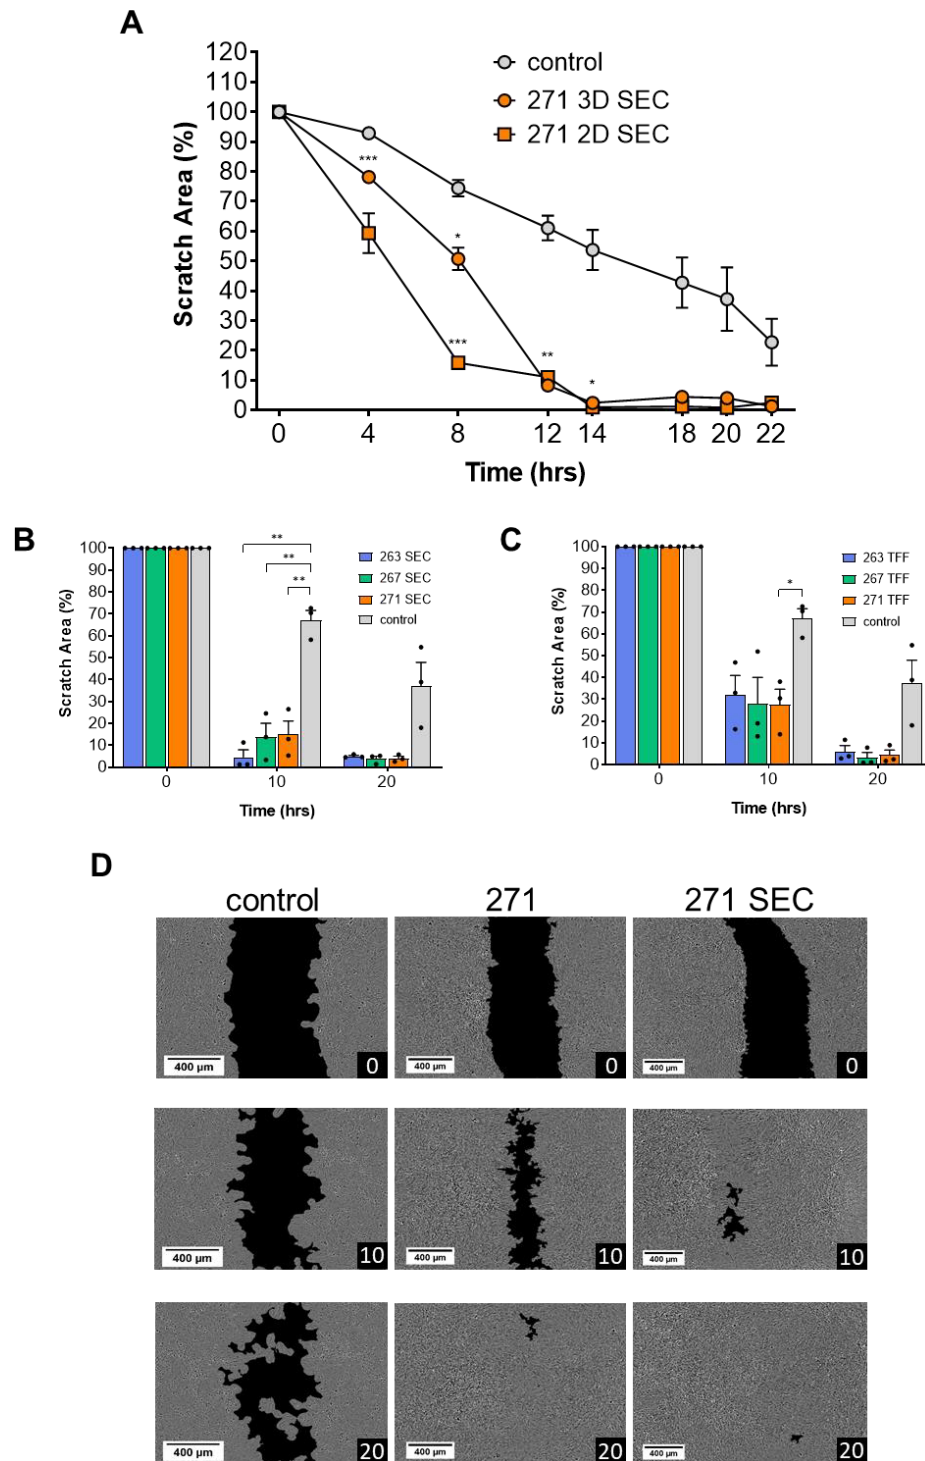 A
120
110
100
90
80
70
60
50
40
30
20
10
0
Scratch Area (%)
control
271 3D SEC
271 2D SEC
***
*
***
**
*
0 4 8 12 14 18 20 22
Time (hrs)
B
100
90
80
70
60
50
40
30
20
10
0
Scratch Area (%)
**
**
**
263 SEC
267 SEC
271 SEC
control
0 10 20
Time (hrs)
C
100
90
80
70
60
50
40
30
20
10
0
Scratch Area (%)
*
263 TFF
267 TFF
271 TFF
control
0 10 20
Time (hrs)
D
control 271 271 SEC
400 µm 0 400 µm 0 400 µm 0
400 µm 10 400 µm 10 400 µm 10
400 µm 20 400 µm 20 400 µm 20